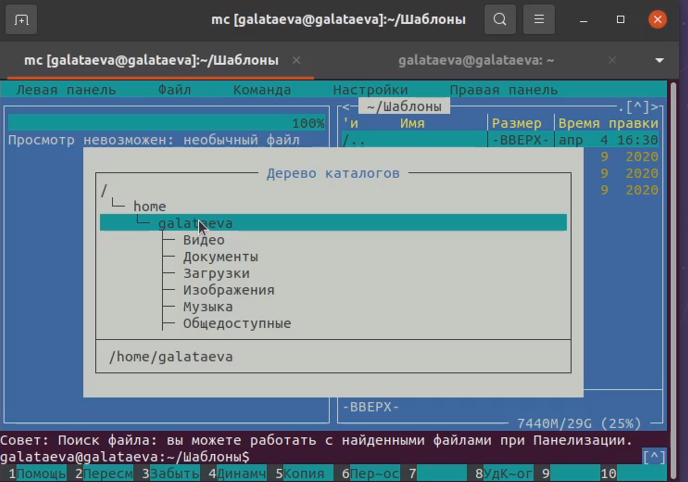 mc [galataeva@galataeva]:~/Шаблоны
mc [galataeva@galataeva]:~/Шаблоны × galataeva@galataeva: ~ ×
Левая панель Файл Команда Настройки Правая панель
<─ ~/Шаблоны .[^]>
100% 'и Имя Размер Время правки
Просмотр невозможен: необычный файл /.. -ВВЕРХ- апр 4 16:30
9 2020
Дерево каталогов 9 2020
/ 9 2020
home
galataeva
Видео
Документы
Загрузки
Изображения
Музыка
Общедоступные
/home/galataeva
-ВВЕРХ-
7440M/29G (25%)
Совет: Поиск файла: вы можете работать с найденными файлами при Панелизации.
galataeva@galataeva:~/Шаблоны$ [^]
1Помощь 2Пересм 3Забыть 4Динамч 5Копия 6Пер~ос 7 8УдК~ог 9 10